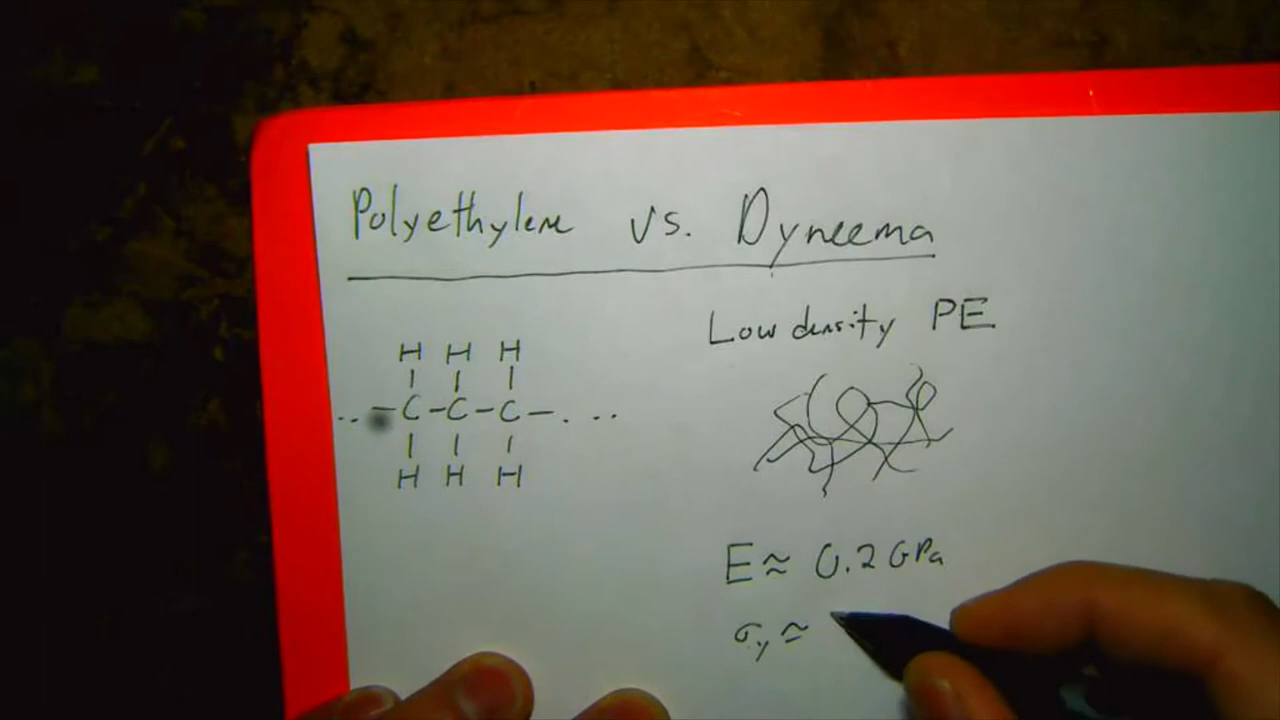 Polyethylene vs. Dyneema
Low density PE
H H H
| | |
.. -C-C-C- . ..
| | |
H H H
E ≈ 0.2 GPa
σy ≈